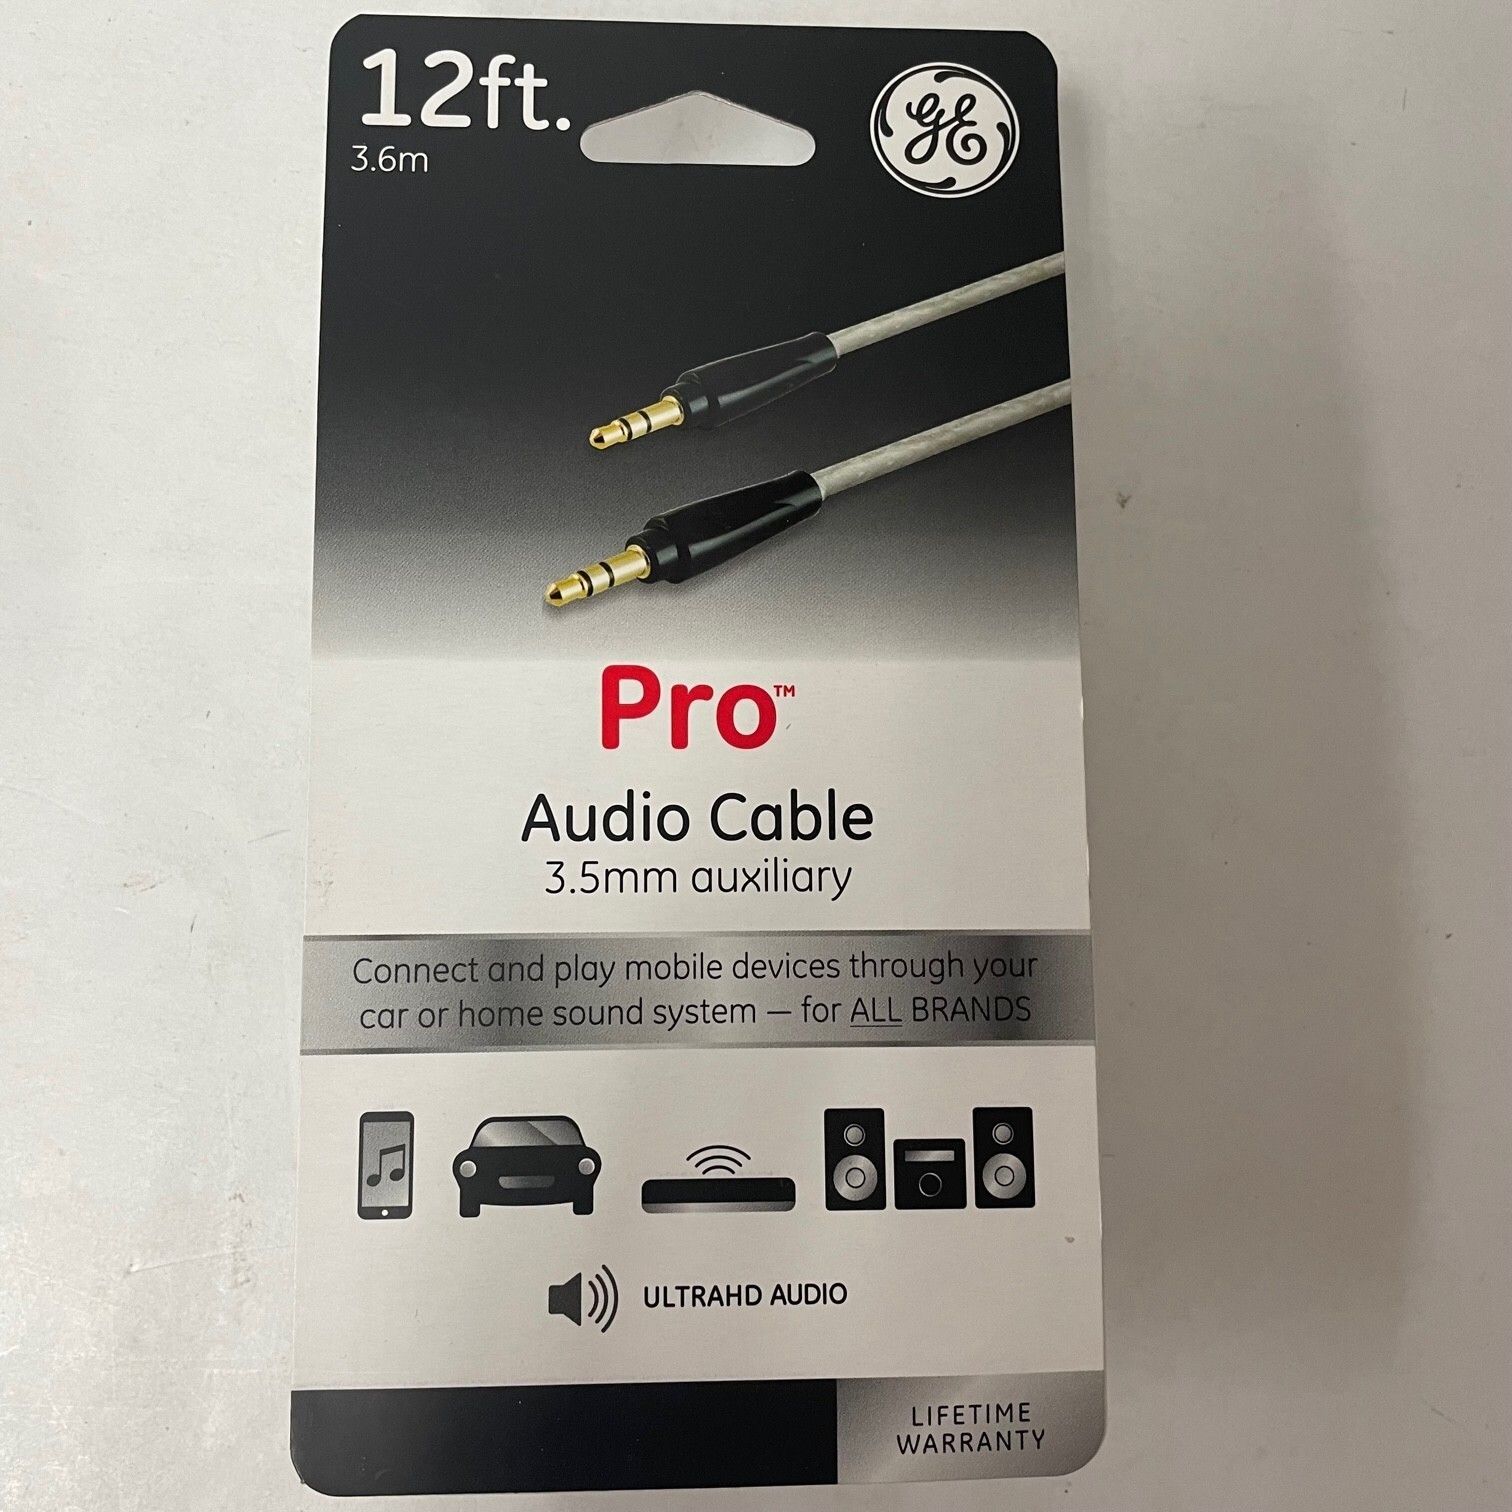 12ft.
3.6m
GE
Pro™
Audio Cable
3.5mm auxiliary
Connect and play mobile devices through your
car or home sound system — for ALL BRANDS
ULTRAHD AUDIO
LIFETIME
WARRANTY